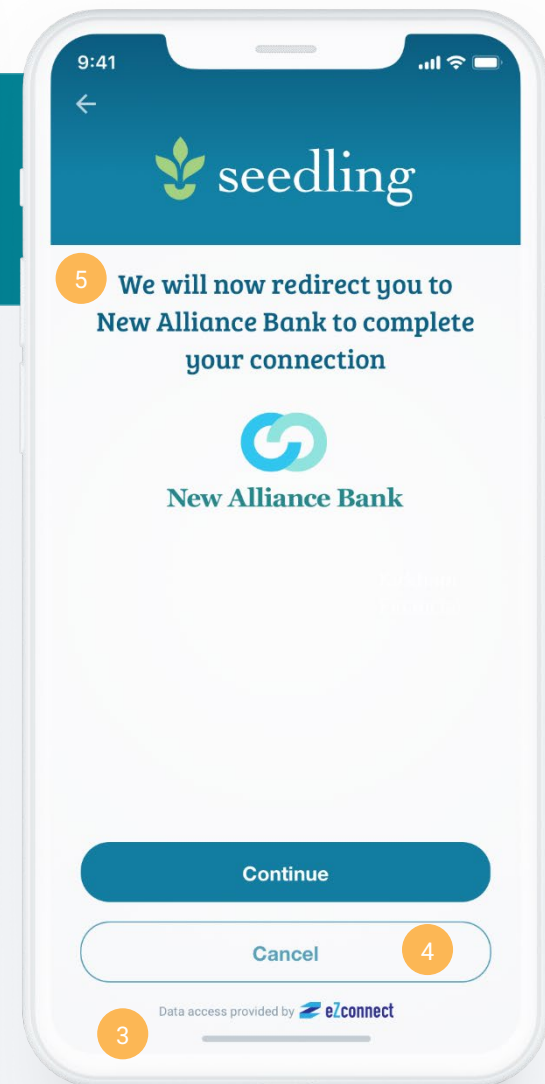 9:41
seedling
5
We will now redirect you to
New Alliance Bank to complete
your connection
New Alliance Bank
Continue
Cancel
4
Data access provided by eZconnect
3